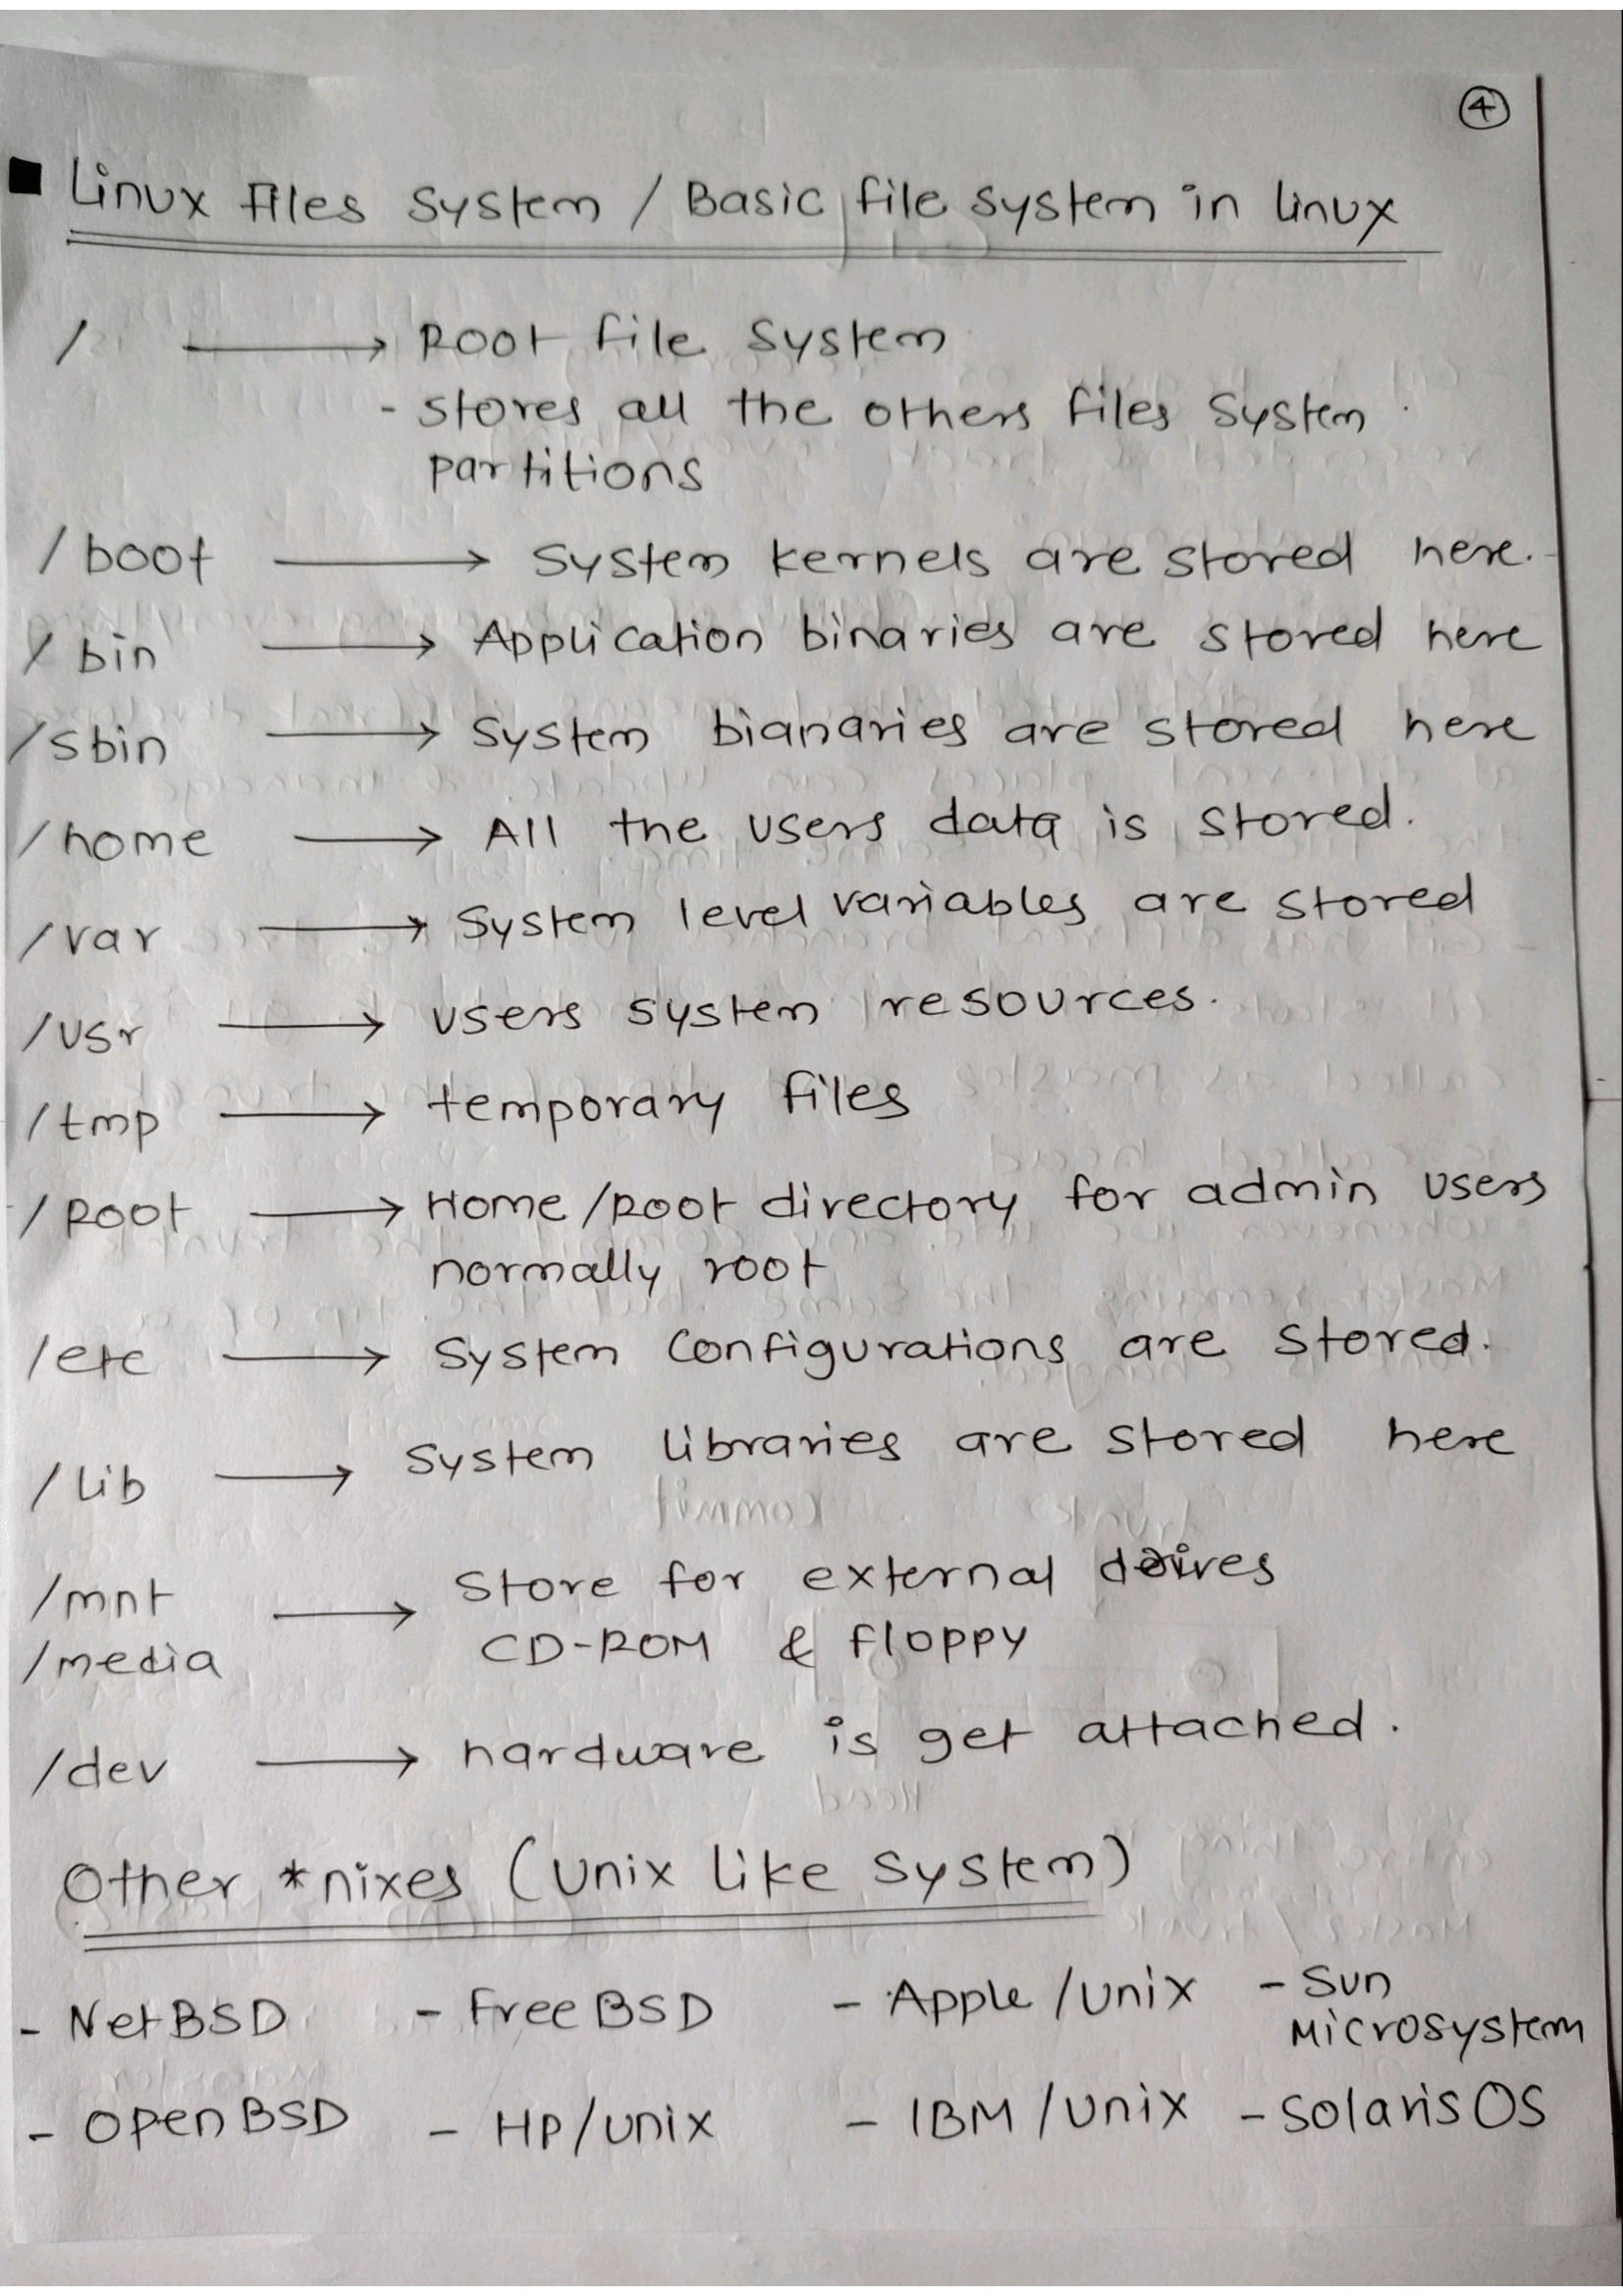 4
■ Linux Files System / Basic file system in linux
/ → Root file System
- stores all the others files System
partitions
/boot → System kernels are stored here.
/bin → Application binaries are stored here
/sbin → System bianaries are stored here
/home → All the users data is stored.
/var → System level variables are stored
/usr → users system resources.
/tmp → temporary files
/Root → Home/Root directory for admin users
normally root
/etc → System Configurations are stored.
/lib → System libraries are stored here
/mnt → Store for external drives
/media CD-ROM & floppy
/dev → hardware is get attached.
Other *nixes (Unix like System)
- NetBSD - FreeBSD - Apple/Unix - Sun
Microsystem
- OpenBSD - HP/Unix - IBM/Unix - Solaris OS